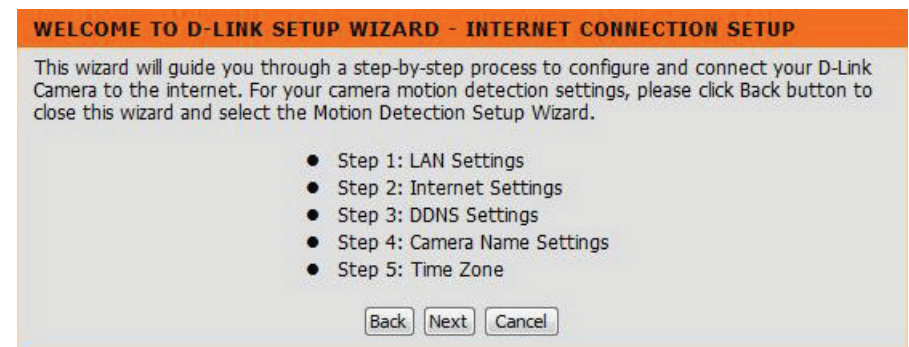 WELCOME TO D-LINK SETUP WIZARD - INTERNET CONNECTION SETUP
This wizard will guide you through a step-by-step process to configure and connect your D-Link
Camera to the internet. For your camera motion detection settings, please click Back button to
close this wizard and select the Motion Detection Setup Wizard.
● Step 1: LAN Settings
● Step 2: Internet Settings
● Step 3: DDNS Settings
● Step 4: Camera Name Settings
● Step 5: Time Zone
Back Next Cancel